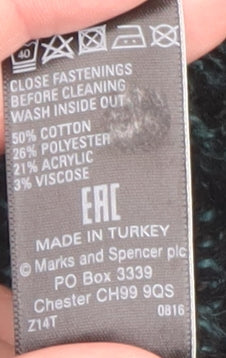 40
CLOSE FASTENINGS
BEFORE CLEANING
WASH INSIDE OUT
50% COTTON
26% POLYESTER
21% ACRYLIC
3% VISCOSE
EAC
MADE IN TURKEY
© Marks and Spencer plc
PO Box 3339
Chester CH99 9QS
Z14T 0816